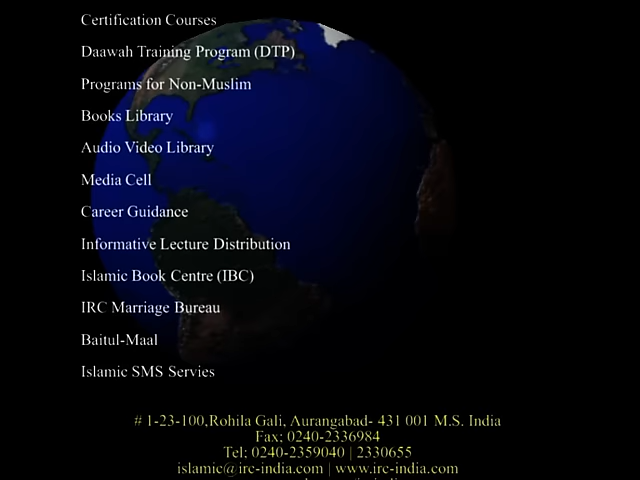 Certification Courses
Daawah Training Program (DTP)
Programs for Non-Muslim
Books Library
Audio Video Library
Media Cell
Career Guidance
Informative Lecture Distribution
Islamic Book Centre (IBC)
IRC Marriage Bureau
Baitul-Maal
Islamic SMS Servies
# 1-23-100,Rohila Gali, Aurangabad- 431 001 M.S. India
Fax; 0240-2336984
Tel; 0240-2359040 | 2330655
islamic@irc-india.com | www.irc-india.com